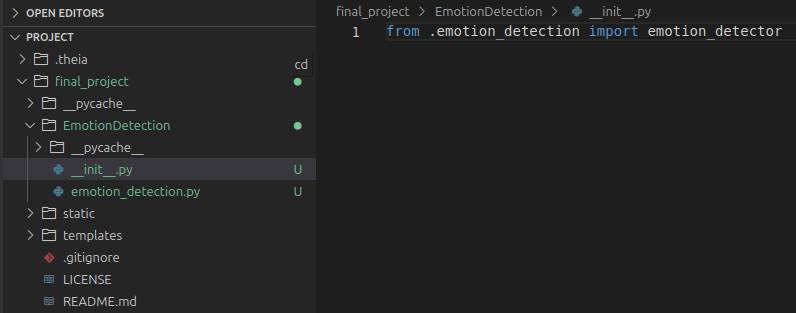 OPEN EDITORS
PROJECT
.theia
cd
final_project
__pycache__
EmotionDetection
__pycache__
__init__.py U
emotion_detection.py U
static
templates
.gitignore
LICENSE
README.md
final_project > EmotionDetection > __init__.py
1 from .emotion_detection import emotion_detector